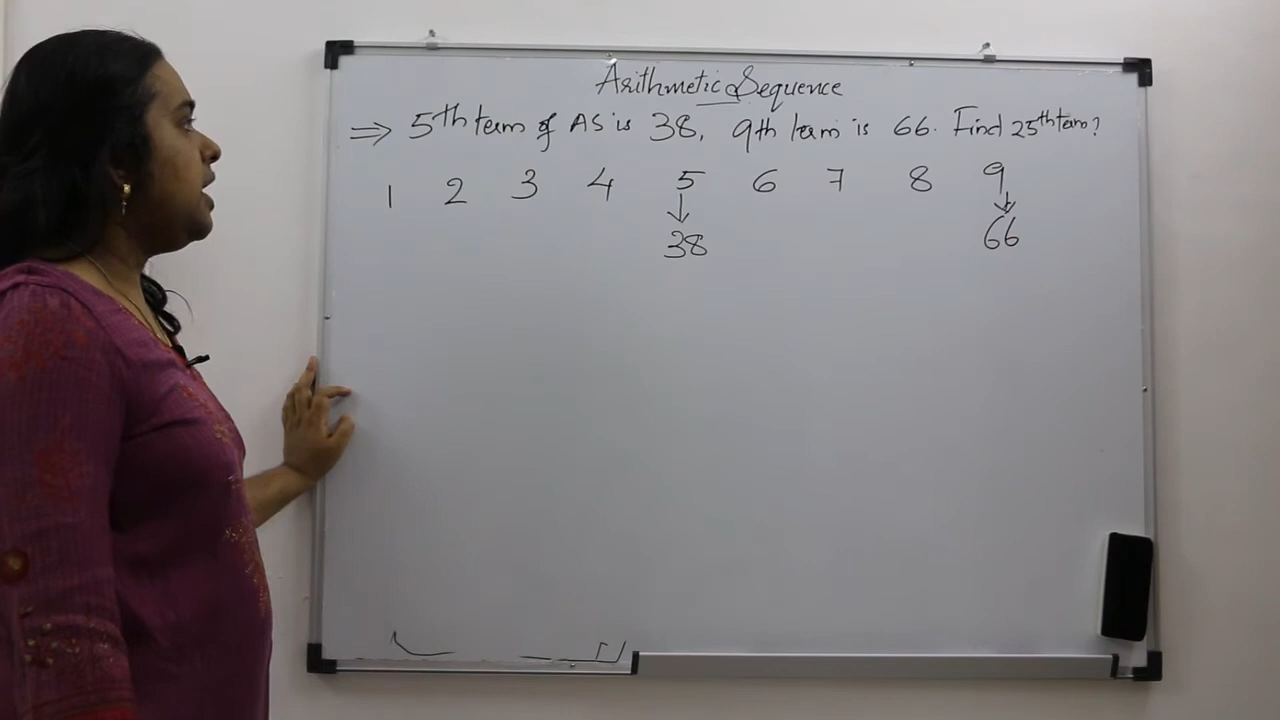 Arithmetic Sequence
⇒ 5th term of AS is 38, 9th term is 66. Find 25th term?
1 2 3 4 5 6 7 8 9
↓ ↓
38 66